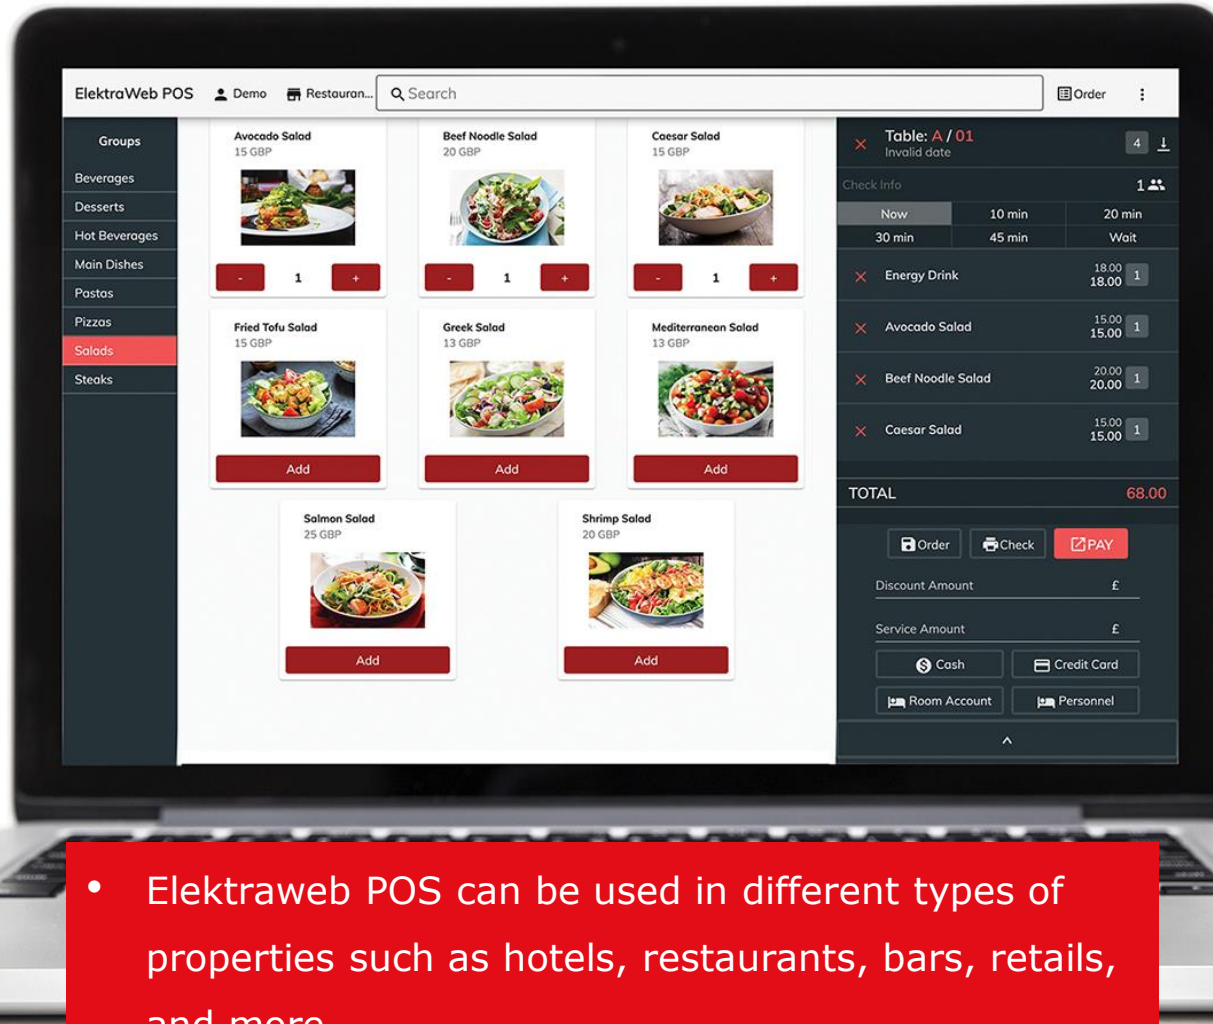 ElektraWeb POS Demo Restauran... Search Order
Groups
Beverages
Desserts
Hot Beverages
Main Dishes
Pastas
Pizzas
Salads
Steaks
Avocado Salad
15 GBP
- 1 +
Beef Noodle Salad
20 GBP
- 1 +
Caesar Salad
15 GBP
- 1 +
Fried Tofu Salad
15 GBP
Add
Greek Salad
13 GBP
Add
Mediterranean Salad
13 GBP
Add
Salmon Salad
25 GBP
Add
Shrimp Salad
20 GBP
Add
Table: A / 01 4
Invalid date
Check Info 1
Now 10 min 20 min
30 min 45 min Wait
Energy Drink 18.00
18.00 1
Avocado Salad 15.00
15.00 1
Beef Noodle Salad 20.00
20.00 1
Caesar Salad 15.00
15.00 1
TOTAL 68.00
Order Check PAY
Discount Amount £
Service Amount £
Cash Credit Card
Room Account Personnel
• Elektraweb POS can be used in different types of
properties such as hotels, restaurants, bars, retails,
and more